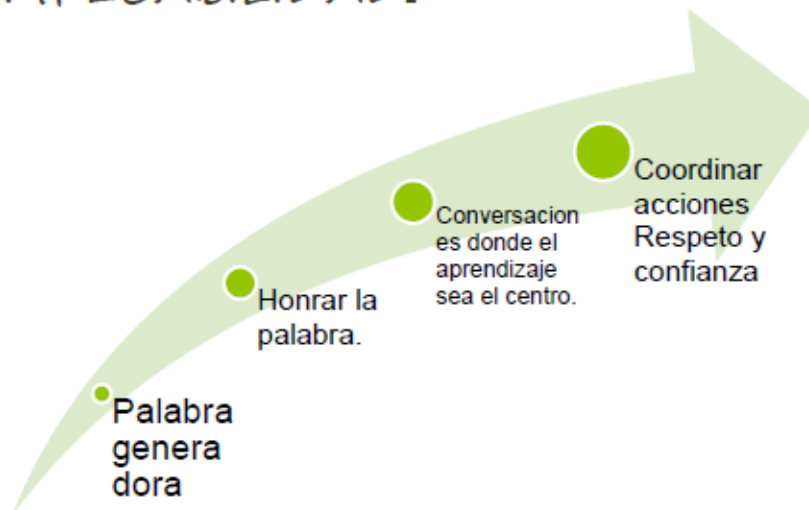 Palabra
genera
dora
Honrar la
palabra.
Conversacion
es donde el
aprendizaje
sea el centro.
Coordinar
acciones
Respeto y
confianza